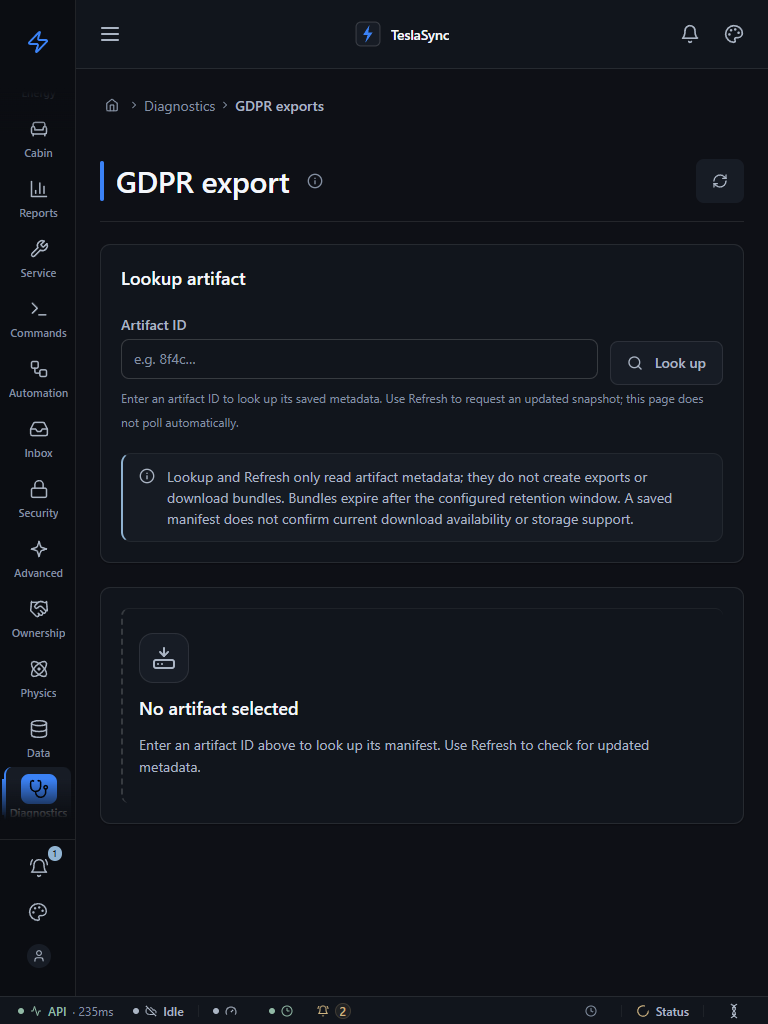 TeslaSync
Energy
Cabin
Reports
Service
Commands
Automation
Inbox
Security
Advanced
Ownership
Physics
Data
Diagnostics
1
Diagnostics
GDPR exports
GDPR export
Lookup artifact
Artifact ID
e.g. 8f4c...
Look up
Enter an artifact ID to look up its saved metadata. Use Refresh to request an updated snapshot; this page does
not poll automatically.
Lookup and Refresh only read artifact metadata; they do not create exports or
download bundles. Bundles expire after the configured retention window. A saved
manifest does not confirm current download availability or storage support.
No artifact selected
Enter an artifact ID above to look up its manifest. Use Refresh to check for updated
metadata.
API · 235ms
Idle
2
Status